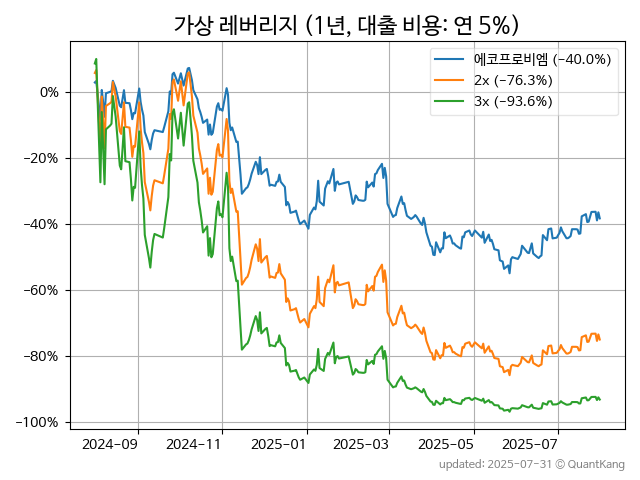 가상 레버리지 (1년, 대출 비용: 연 5%)
에코프로비엠 (−40.0%)
2x (−76.3%)
3x (−93.6%)
0%
−20%
−40%
−60%
−80%
−100%
2024-09 2024-11 2025-01 2025-03 2025-05 2025-07
updated: 2025-07-31 © QuantKang